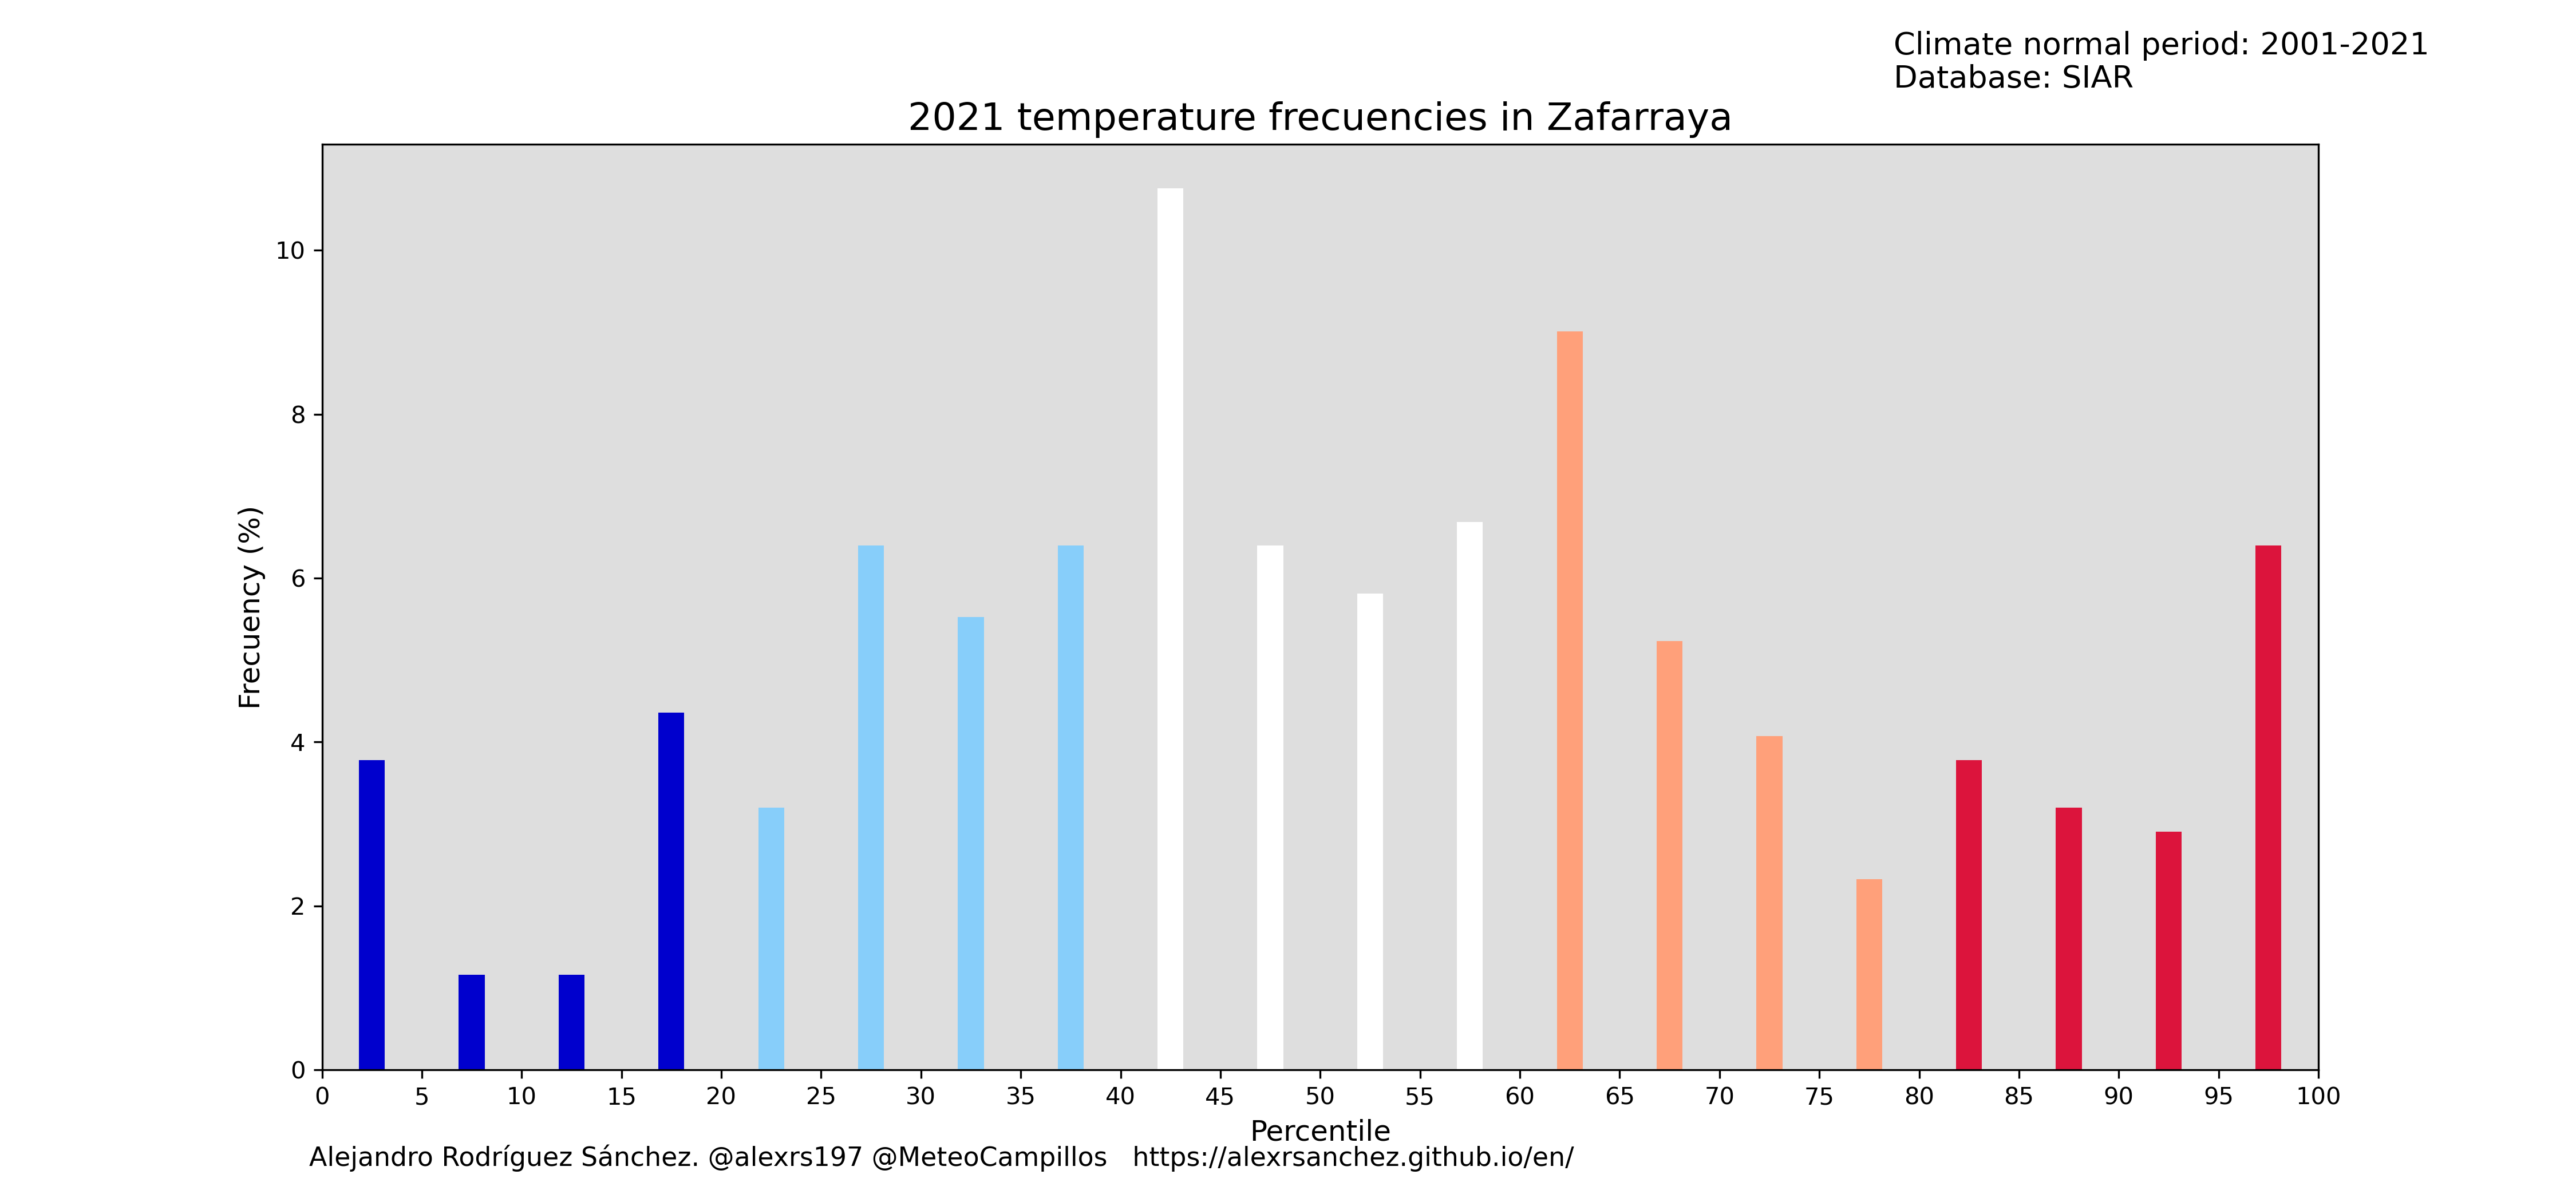 Climate normal period: 2001-2021
Database: SIAR
2021 temperature frecuencies in Zafarraya
Frecuency (%)
10
8
6
4
2
0
0 5 10 15 20 25 30 35 40 45 50 55 60 65 70 75 80 85 90 95 100
Percentile
Alejandro Rodríguez Sánchez. @alexrs197 @MeteoCampillos https://alexrsanchez.github.io/en/